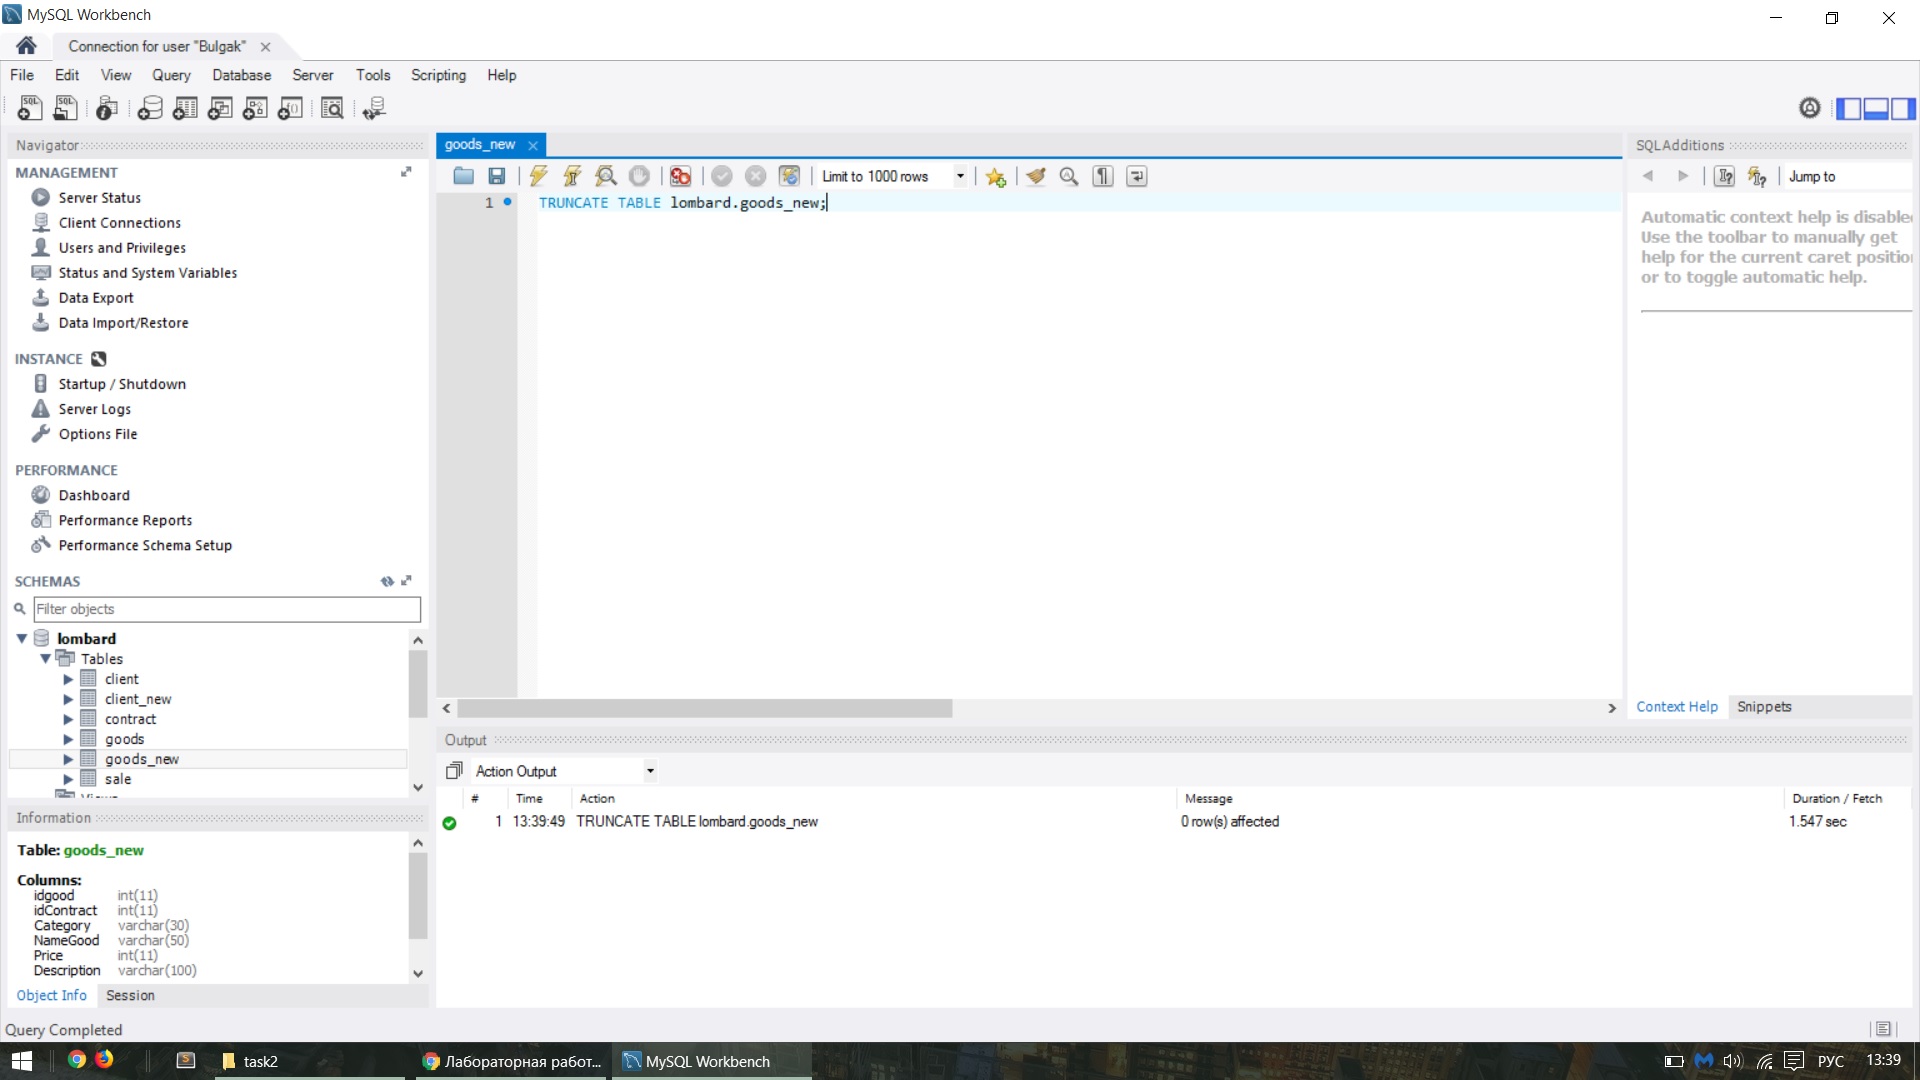 MySQL Workbench
Connection for user "Bulgak"
File Edit View Query Database Server Tools Scripting Help
Navigator
MANAGEMENT
Server Status
Client Connections
Users and Privileges
Status and System Variables
Data Export
Data Import/Restore
INSTANCE
Startup / Shutdown
Server Logs
Options File
PERFORMANCE
Dashboard
Performance Reports
Performance Schema Setup
SCHEMAS
Filter objects
lombard
Tables
client
client_new
contract
goods
goods_new
sale
Views
Information
Table: goods_new
Columns:
idgood int(11)
idContract int(11)
Category varchar(30)
NameGood varchar(50)
Price int(11)
Description varchar(100)
Object Info Session
Query Completed
goods_new
Limit to 1000 rows
1 TRUNCATE TABLE lombard.goods_new;
SQLAdditions
Jump to
Automatic context help is disable
Use the toolbar to manually get
help for the current caret positio
or to toggle automatic help.
Context Help Snippets
Output
Action Output
# Time Action Message Duration / Fetch
1 13:39:49 TRUNCATE TABLE lombard.goods_new 0 row(s) affected 1.547 sec
task2 Лабораторная работ... MySQL Workbench РУС 13:39